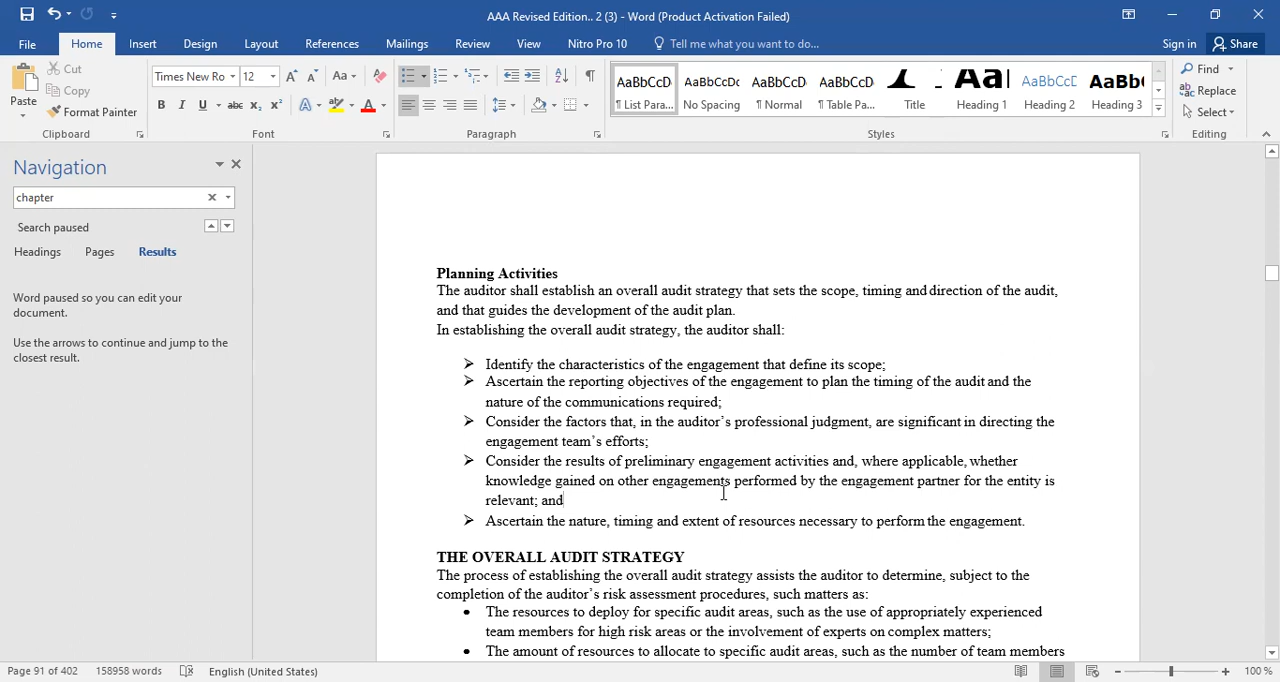 AAA Revised Edition.. 2 (3) - Word (Product Activation Failed)
File Home Insert Design Layout References Mailings Review View Nitro Pro 10 Tell me what you want to do... Sign in Share
Paste
Cut
Copy
Format Painter
Clipboard
Times New Ro 12
Font
Paragraph
AaBbCcD AaBbCcDc AaBbCcD AaBbCcD AaBbCcD AaBbC
¶ List Para... No Spacing ¶ Normal ¶ Table Pa... Title Heading 1 Heading 2 Heading 3
Styles
Find
Replace
Select
Editing
Navigation
chapter
Search paused
Headings Pages Results
Word paused so you can edit your
document.
Use the arrows to continue and jump to the
closest result.
Planning Activities
The auditor shall establish an overall audit strategy that sets the scope, timing and direction of the audit,
and that guides the development of the audit plan.
In establishing the overall audit strategy, the auditor shall:
➢ Identify the characteristics of the engagement that define its scope;
➢ Ascertain the reporting objectives of the engagement to plan the timing of the audit and the
nature of the communications required;
➢ Consider the factors that, in the auditor’s professional judgment, are significant in directing the
engagement team’s efforts;
➢ Consider the results of preliminary engagement activities and, where applicable, whether
knowledge gained on other engagements performed by the engagement partner for the entity is
relevant; and
➢ Ascertain the nature, timing and extent of resources necessary to perform the engagement.
THE OVERALL AUDIT STRATEGY
The process of establishing the overall audit strategy assists the auditor to determine, subject to the
completion of the auditor’s risk assessment procedures, such matters as:
• The resources to deploy for specific audit areas, such as the use of appropriately experienced
team members for high risk areas or the involvement of experts on complex matters;
• The amount of resources to allocate to specific audit areas, such as the number of team members
Page 91 of 402 158958 words English (United States) 100 %